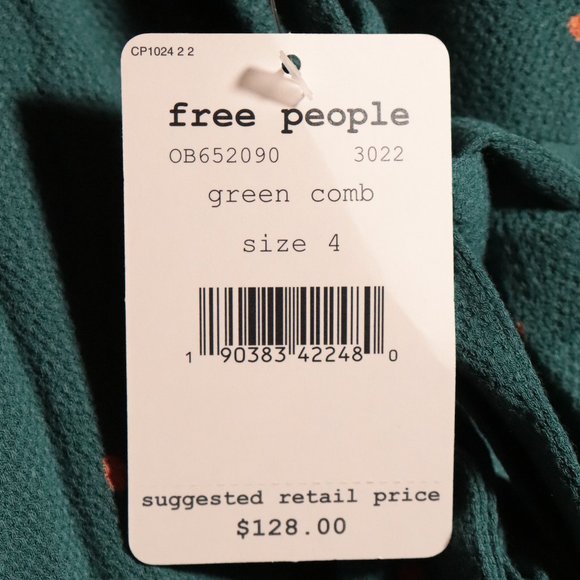 CP1024 2 2
free people
OB652090 3022
green comb
size 4
1 90383 42248 0
suggested retail price
$128.00